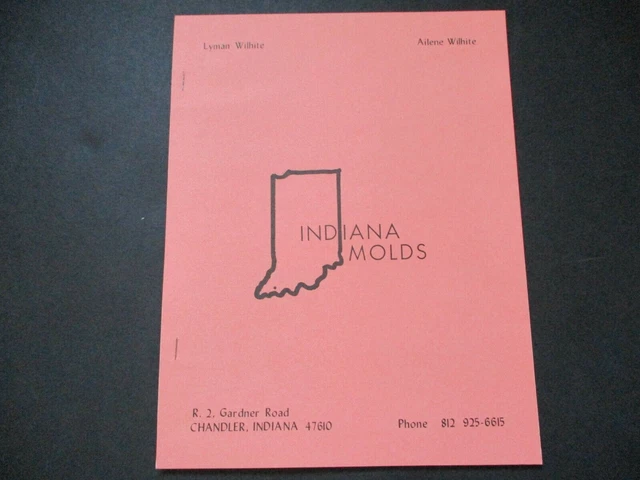 Lyman Wilhite
Ailene Wilhite
INDIANA
MOLDS
R. 2, Gardner Road
CHANDLER, INDIANA 47610
Phone 812 925-6615